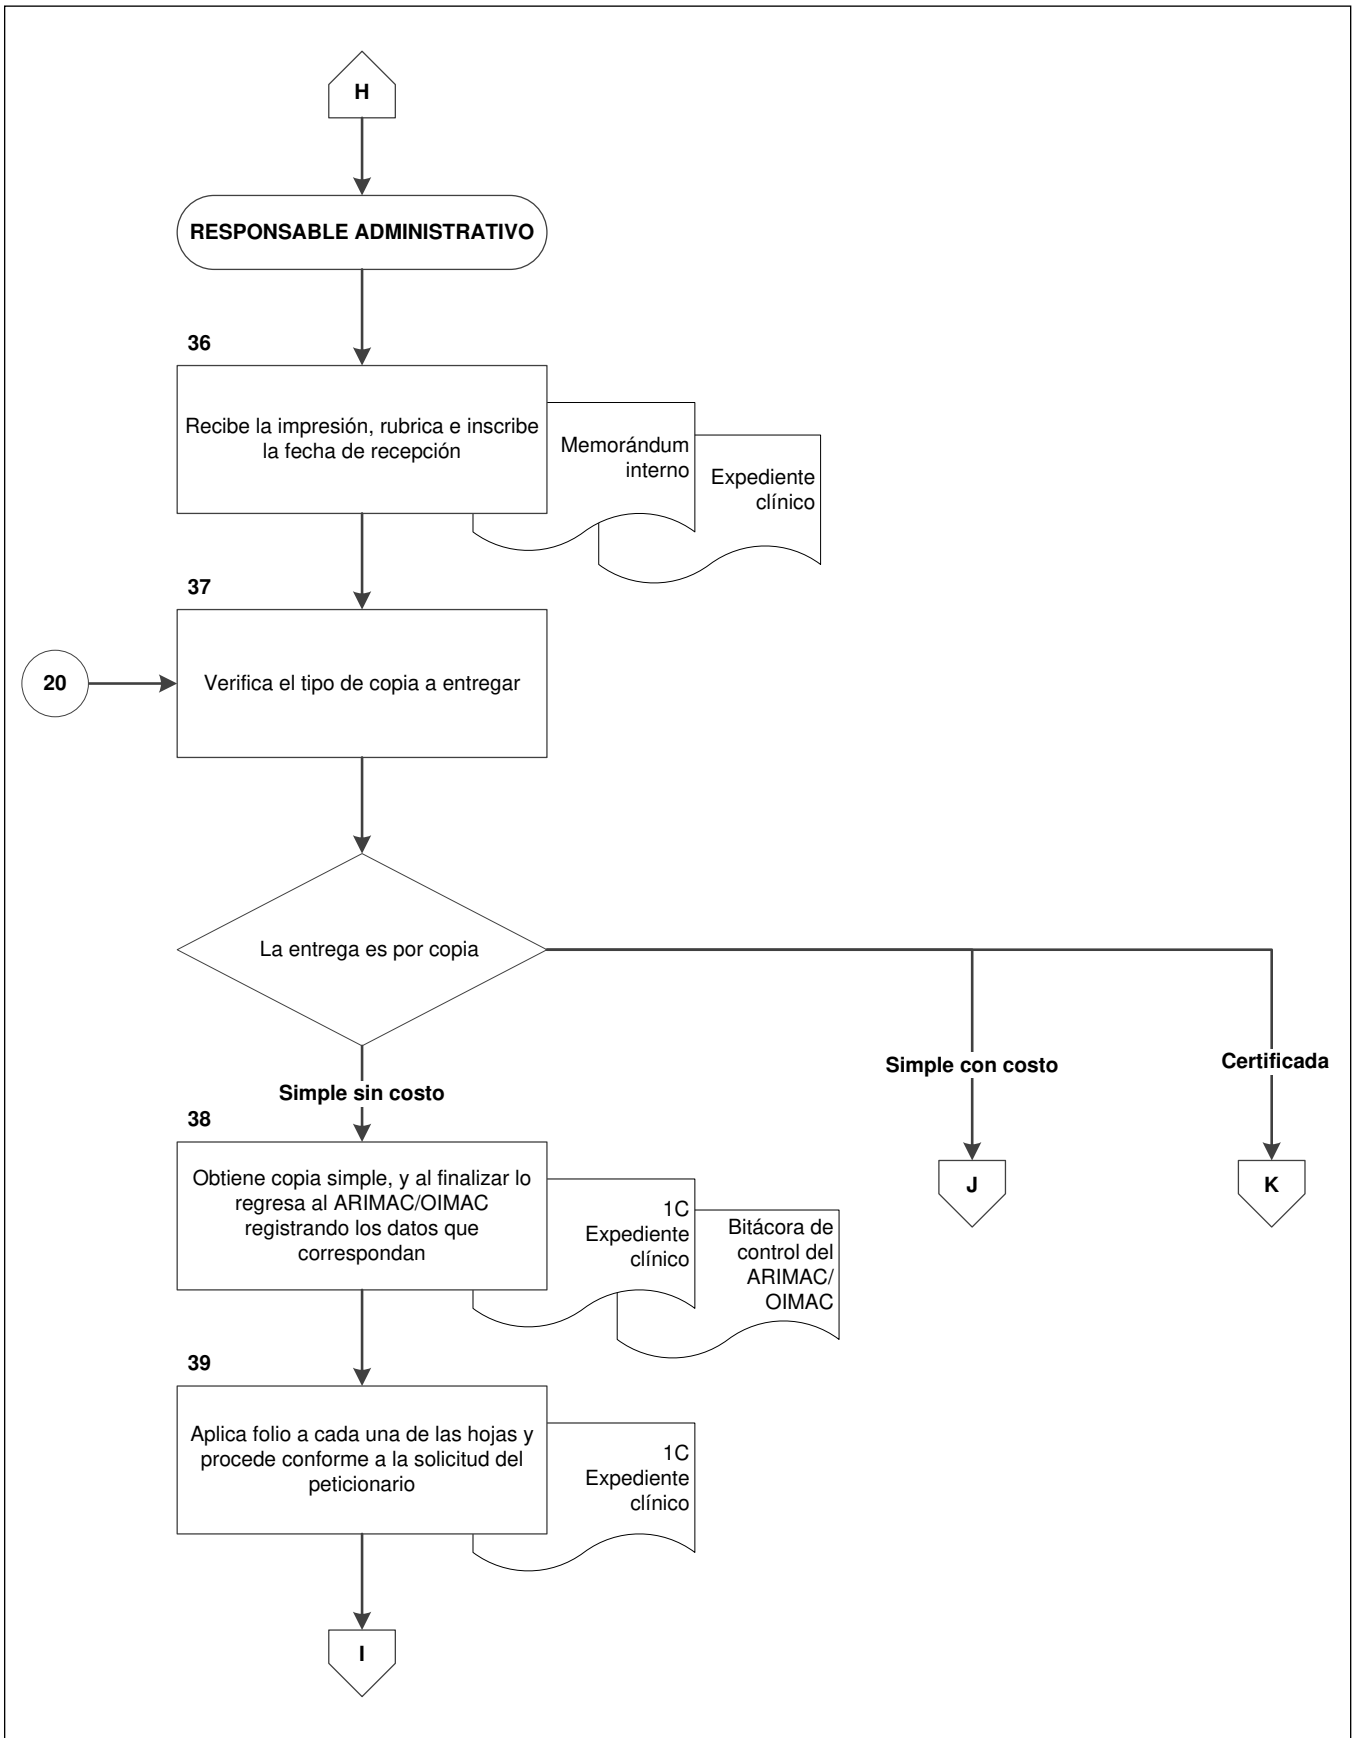 H
RESPONSABLE ADMINISTRATIVO
36
Recibe la impresión, rubrica e inscribe
la fecha de recepción
Memorándum
interno
Expediente
clínico
37
20
Verifica el tipo de copia a entregar
La entrega es por copia
Simple con costo
Certificada
Simple sin costo
38
Obtiene copia simple, y al finalizar lo
regresa al ARIMAC/OIMAC
registrando los datos que
correspondan
1C
Expediente
clínico
Bitácora de
control del
ARIMAC/
OIMAC
J
K
39
Aplica folio a cada una de las hojas y
procede conforme a la solicitud del
peticionario
1C
Expediente
clínico
I